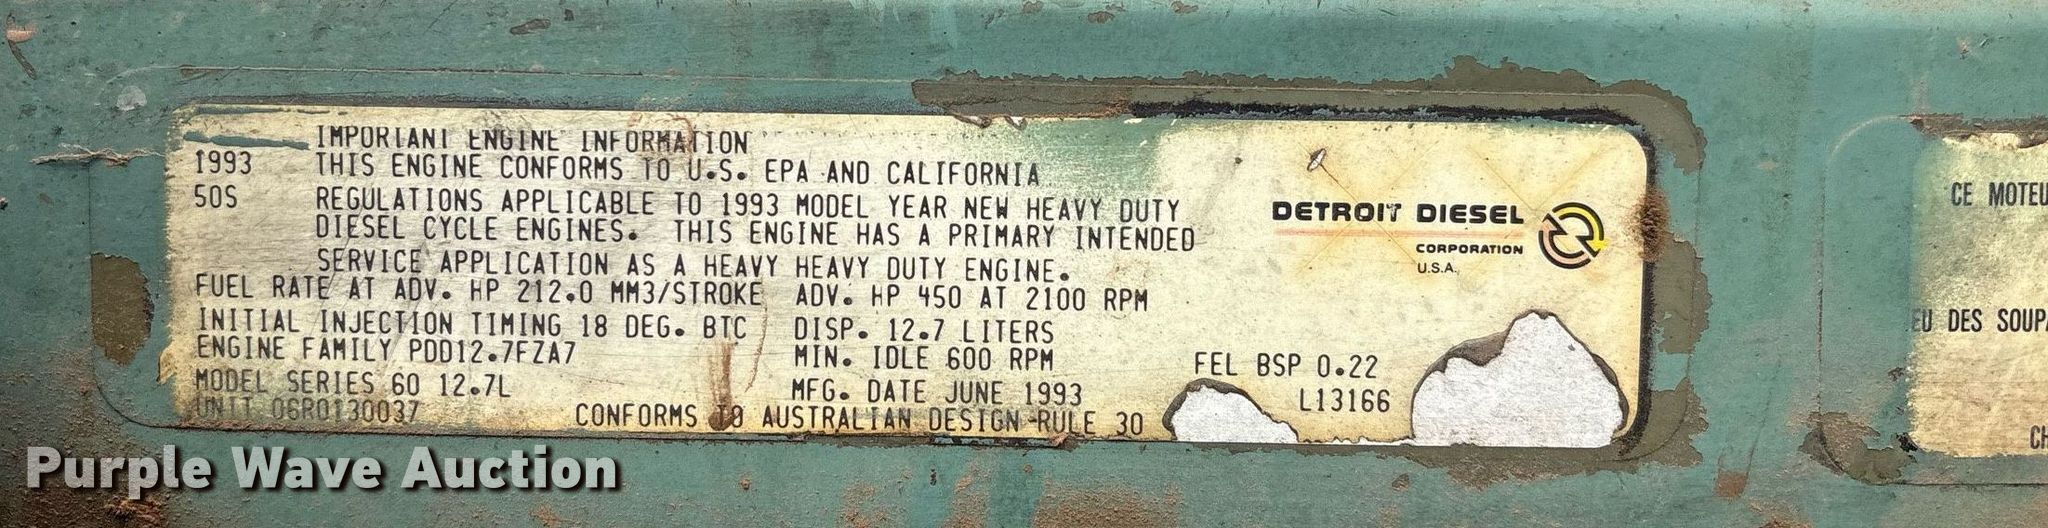 IMPORTANT ENGINE INFORMATION
1993 THIS ENGINE CONFORMS TO U.S. EPA AND CALIFORNIA
50S REGULATIONS APPLICABLE TO 1993 MODEL YEAR NEW HEAVY DUTY
DIESEL CYCLE ENGINES. THIS ENGINE HAS A PRIMARY INTENDED
SERVICE APPLICATION AS A HEAVY HEAVY DUTY ENGINE.
FUEL RATE AT ADV. HP 212.0 MM3/STROKE ADV. HP 450 AT 2100 RPM
INITIAL INJECTION TIMING 18 DEG. BTC DISP. 12.7 LITERS
ENGINE FAMILY PDD12.7FZA7 MIN. IDLE 600 RPM
MODEL SERIES 60 12.7L MFG. DATE JUNE 1993
UNIT 06R0130037 CONFORMS TO AUSTRALIAN DESIGN RULE 30
FEL BSP 0.22
L13166
DETROIT DIESEL
CORPORATION
U.S.A.
CE MOTEU
EU DES SOUPA
CH
Purple Wave Auction